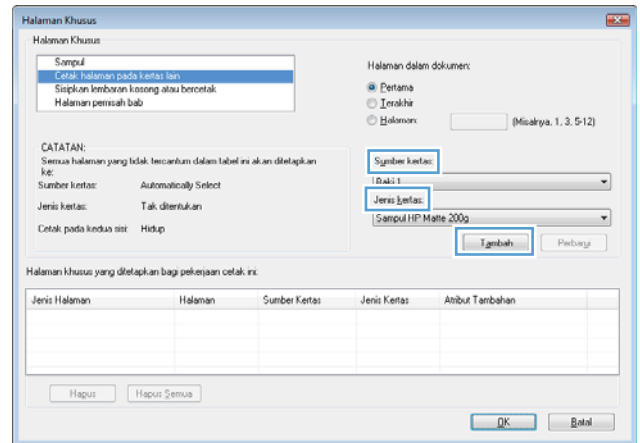 Halaman Khusus
Halaman Khusus
Sampul
Cetak halaman pada kertas lain
Sisipkan lembaran kosong atau bercetak
Halaman pemisah bab
Halaman dalam dokumen:
Pertama
Terakhir
Halaman:
(Misalnya, 1, 3, 5-12)
CATATAN:
Semua halaman yang tidak tercantum dalam tabel ini akan ditetapkan
ke:
Sumber kertas: Automatically Select
Jenis kertas: Tak ditentukan
Cetak pada kedua sisi: Hidup
Sumber kertas:
Baki 1
Jenis kertas:
Sampul HP Matte 200g
Tambah Perbarui
Halaman khusus yang ditetapkan bagi pekerjaan cetak ini:
Jenis Halaman Halaman Sumber Kertas Jenis Kertas Atribut Tambahan
Hapus Hapus Semua
OK Batal